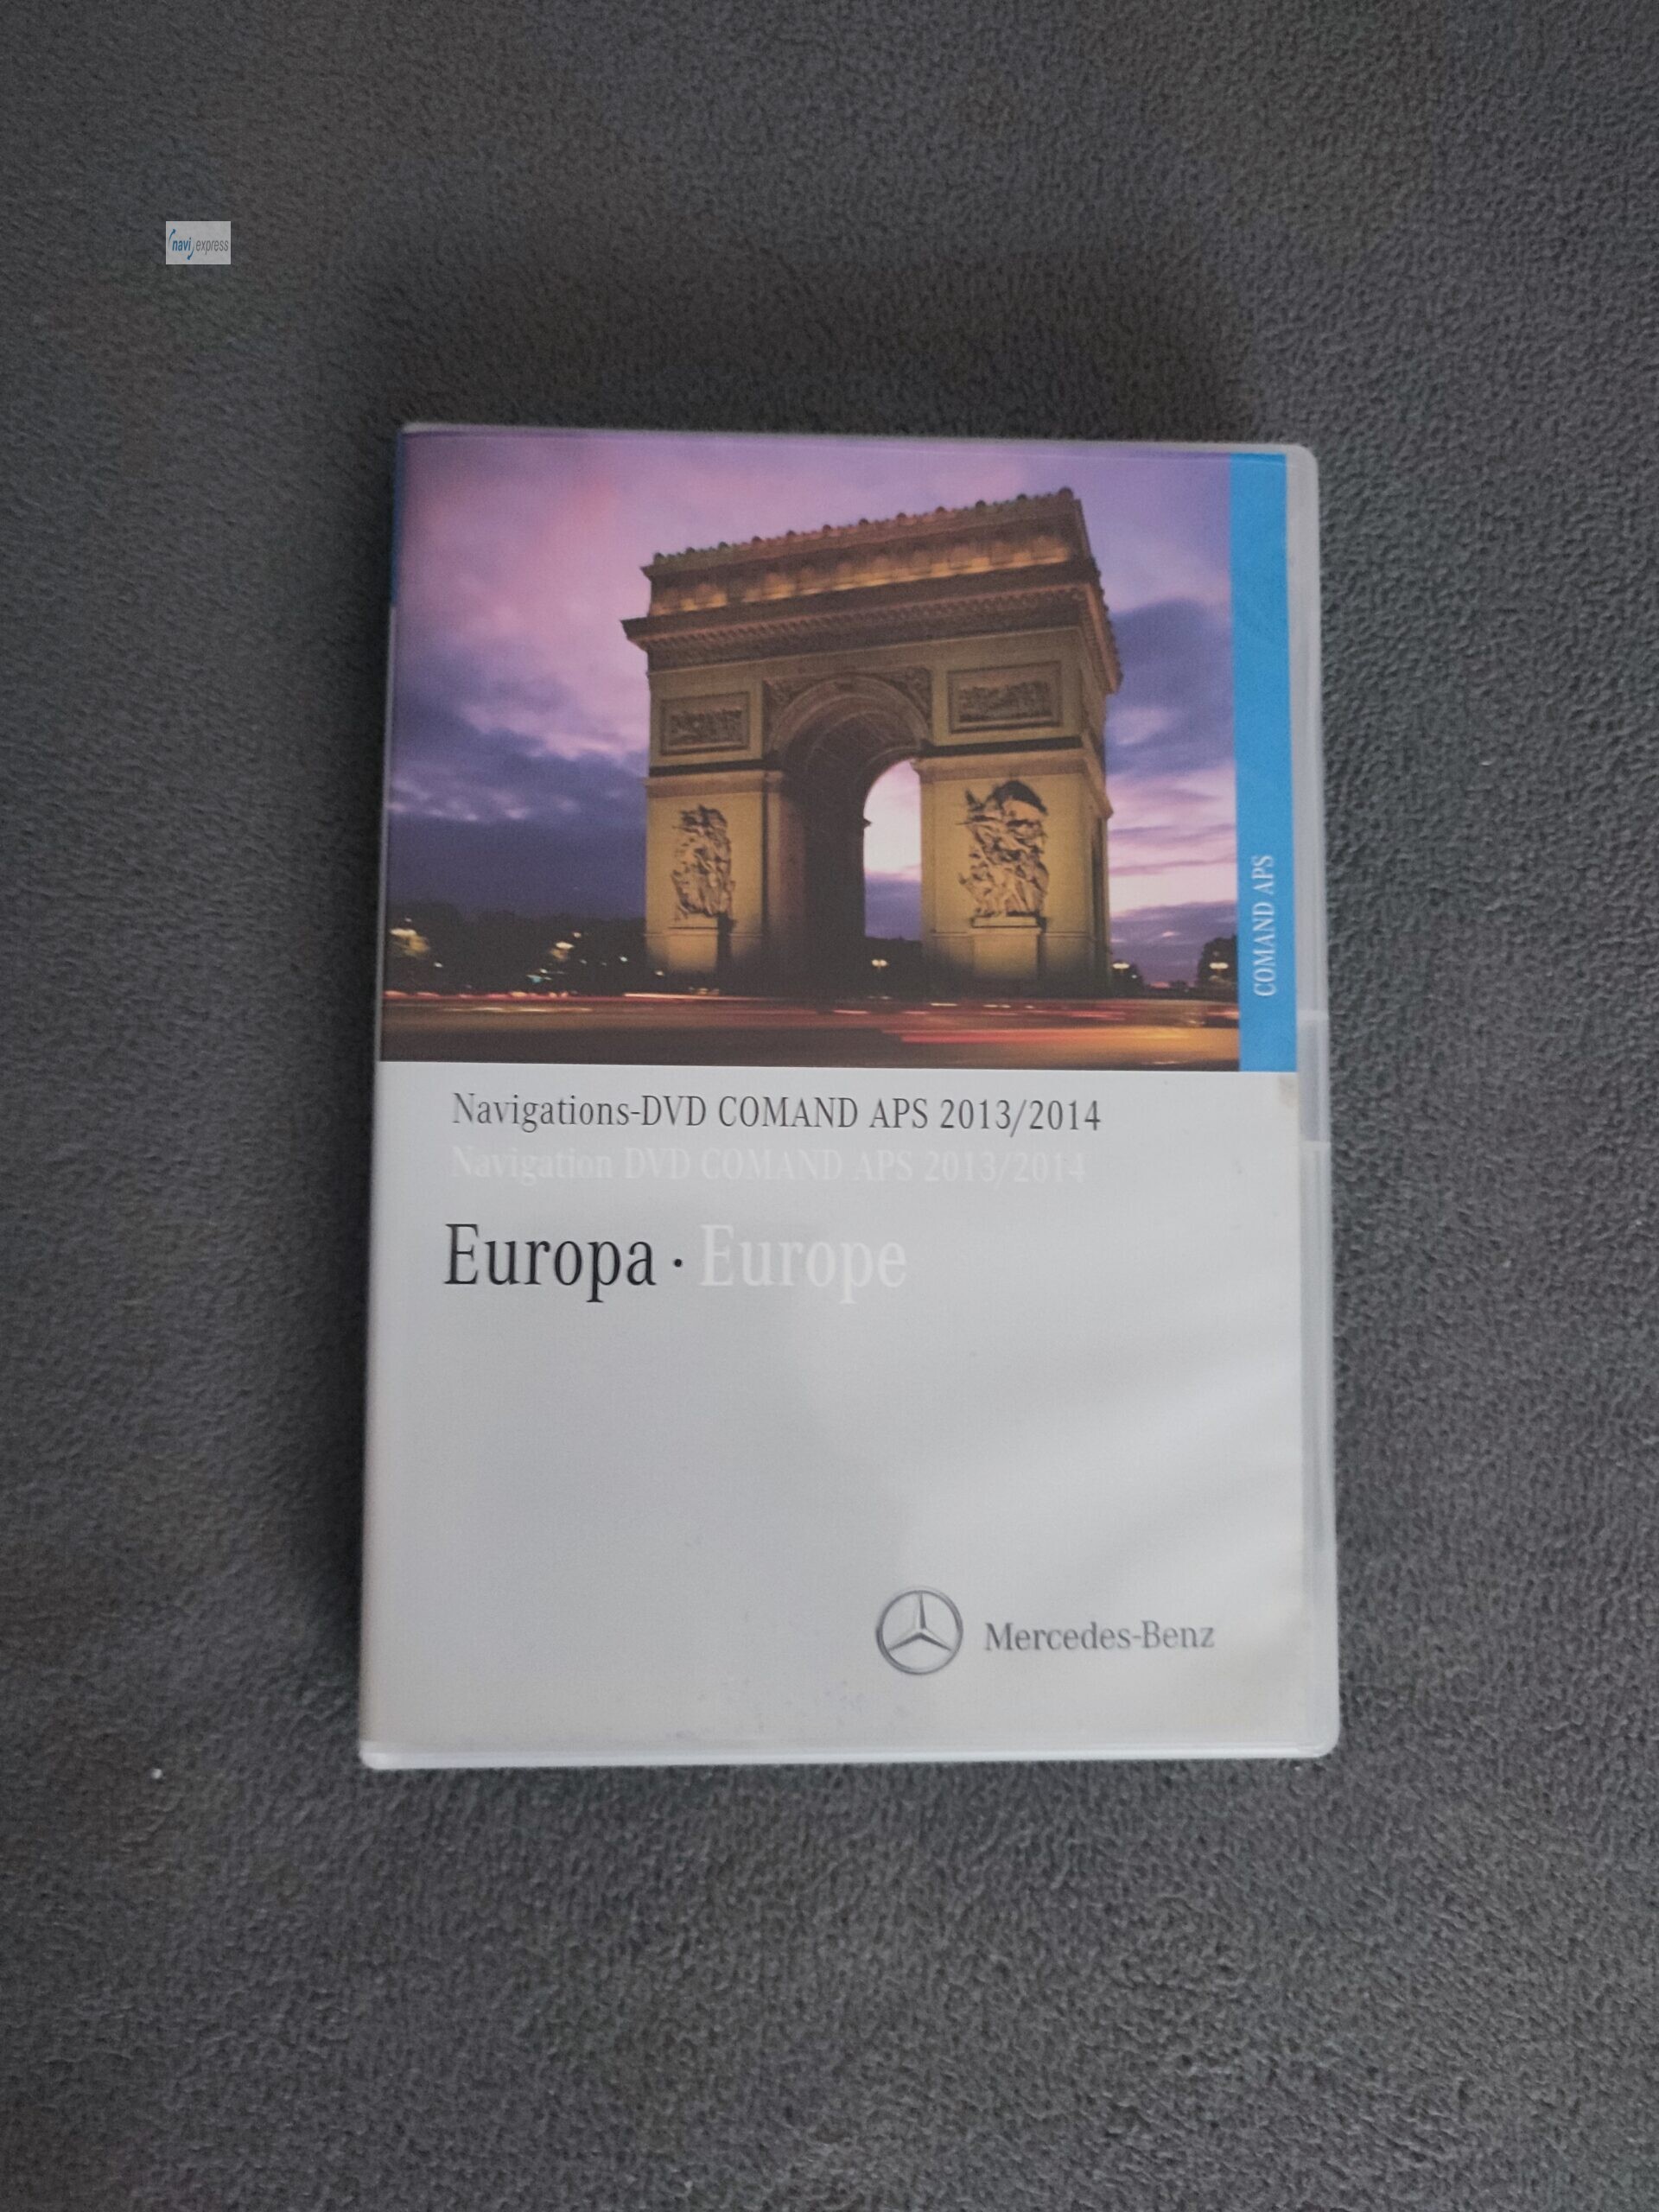 navi express
COMAND APS
Navigations-DVD COMAND APS 2013/2014
Navigation DVD COMAND APS 2013/2014
Europa · Europe
Mercedes-Benz